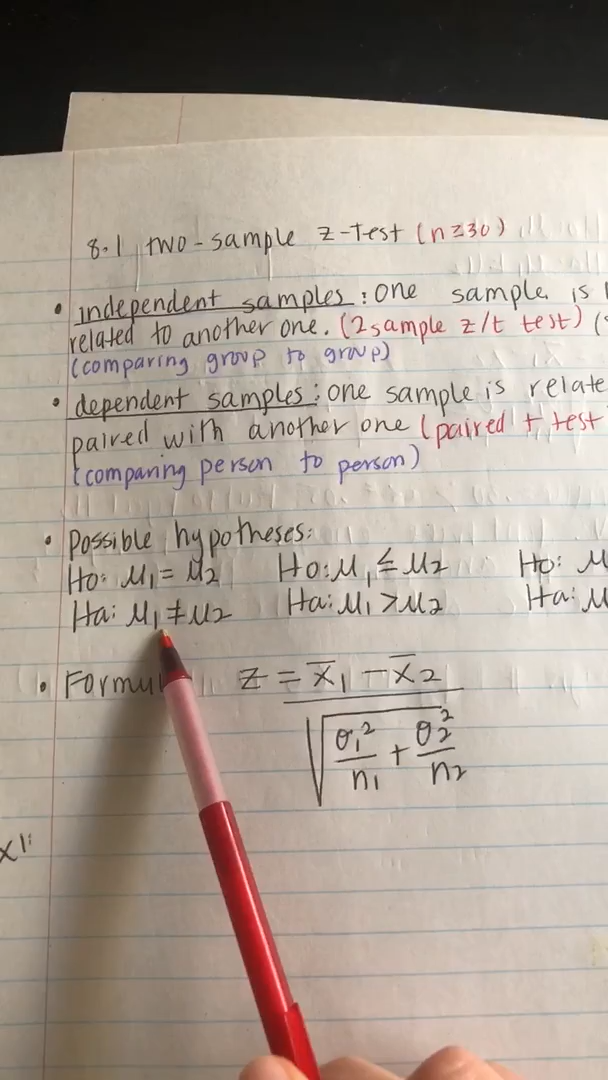 8.1 two-sample z-test (n≥30)
• independent samples: one sample is
related to another one. (2 sample z/t test) (
(comparing group to group)
• dependent samples: one sample is relate
paired with another one (paired t test
(comparing person to person)
• Possible hypotheses:
Ho: μ₁ = μ₂ Ho: μ₁ ≤ μ₂ Ho: μ
Ha: μ₁ ≠ μ₂ Ha: μ₁ > μ₂ Ha: μ
• Formu z = x̄₁ - x̄₂
√ σ₁² + σ₂²
n₁ n₂
x1: